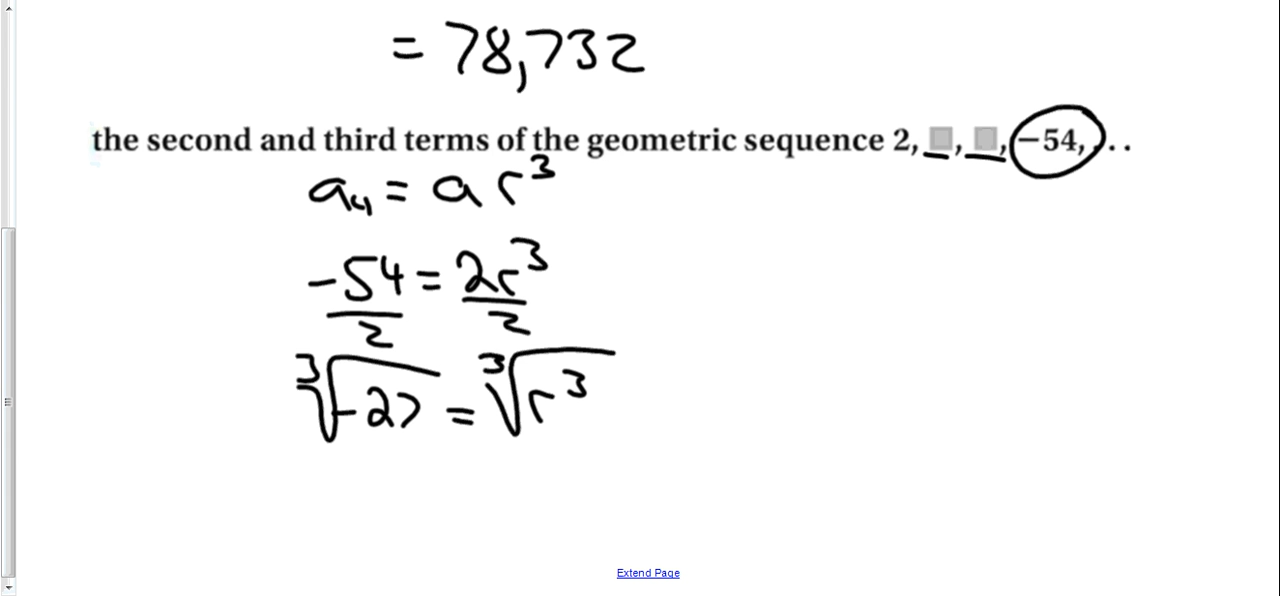 = 78,732
the second and third terms of the geometric sequence 2, □, □, −54, . . .
a₄ = a r³
-54/2 = 2r³/2
∛-27 = ∛r³
Extend Page